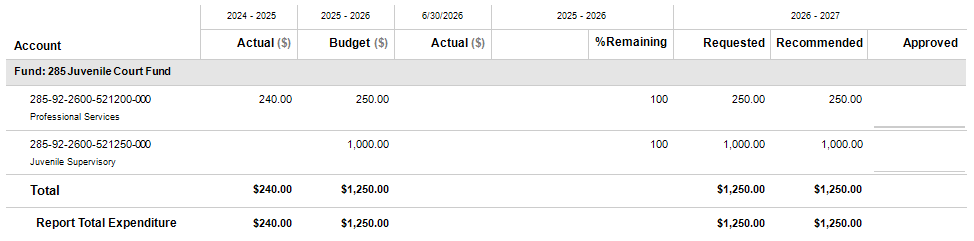 2024 - 2025 2025 - 2026 6/30/2026 2025 - 2026 2026 - 2027
Account Actual ($) Budget ($) Actual ($) %Remaining Requested Recommended Approved
Fund: 285 Juvenile Court Fund
285-92-2600-521200-000 240.00 250.00 100 250.00 250.00
Professional Services
285-92-2600-521250-000 1,000.00 100 1,000.00 1,000.00
Juvenile Supervisory
Total $240.00 $1,250.00 $1,250.00 $1,250.00
Report Total Expenditure $240.00 $1,250.00 $1,250.00 $1,250.00